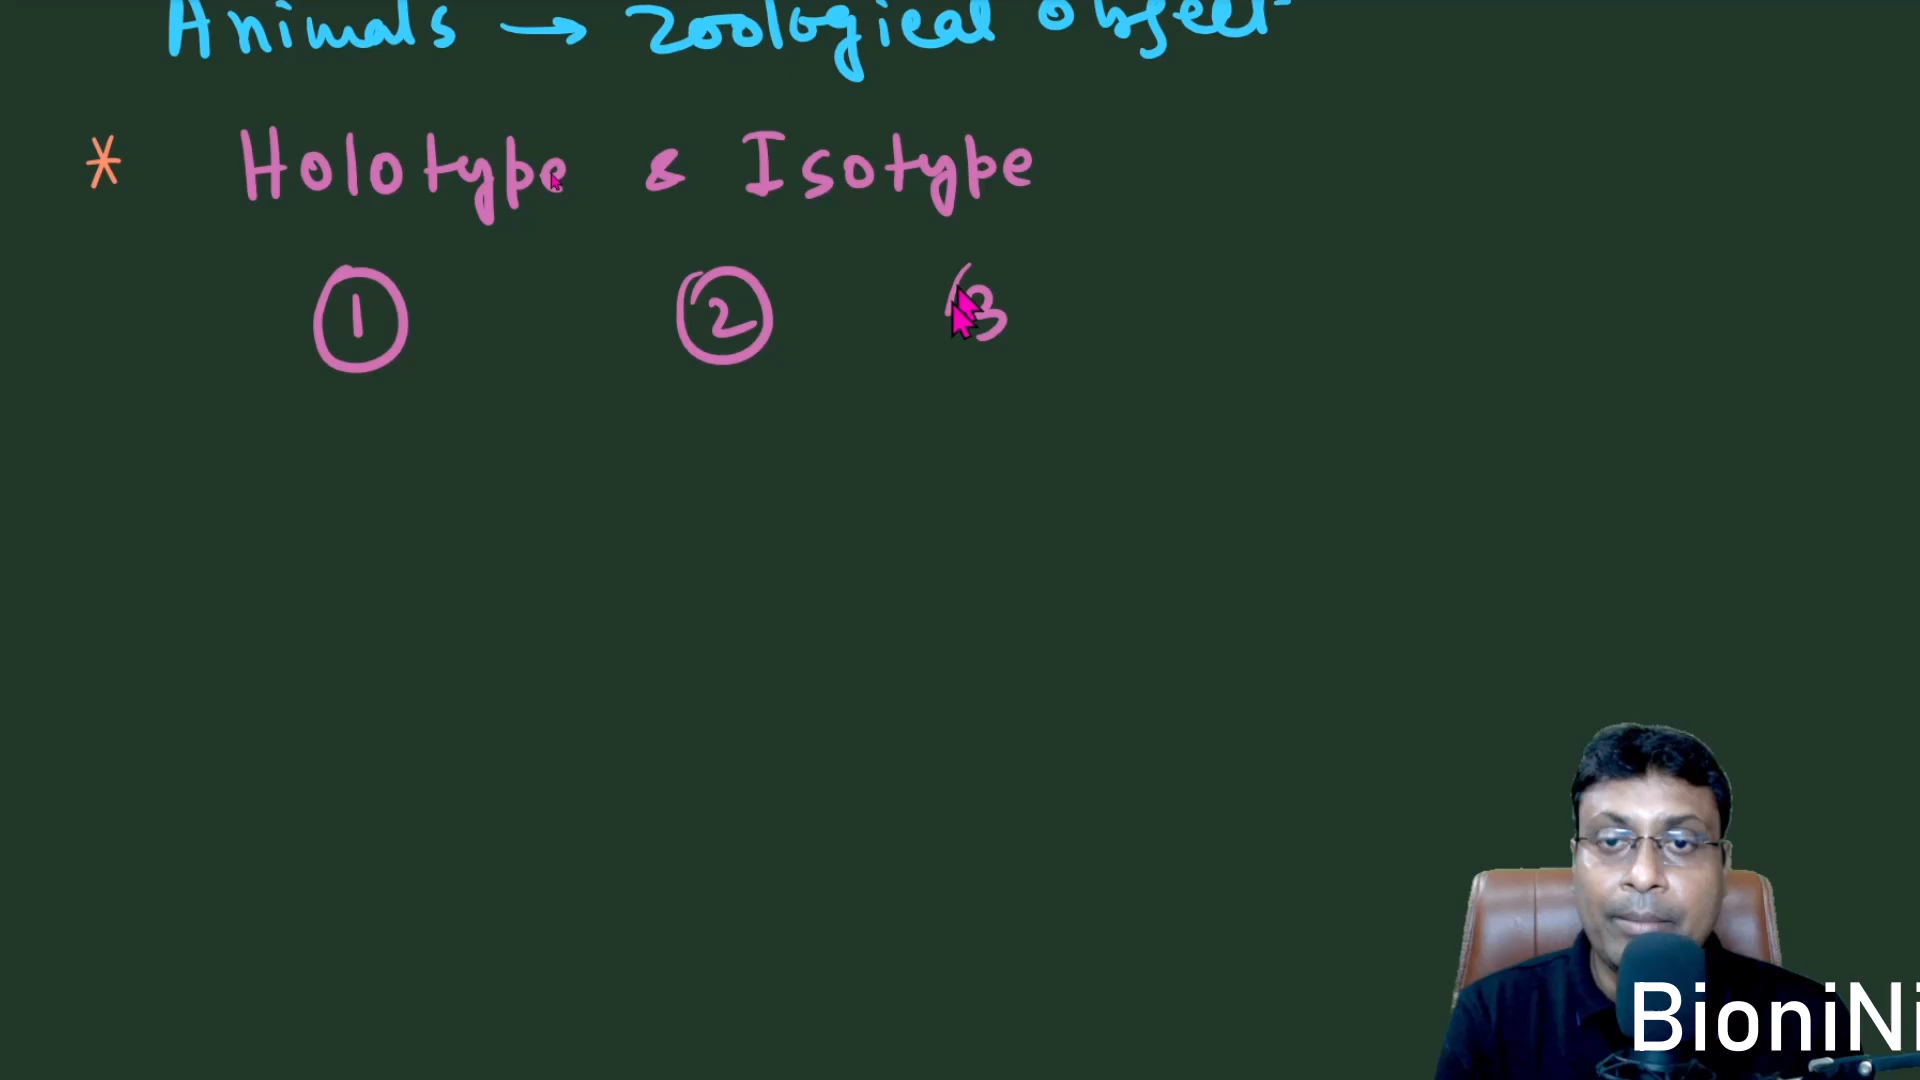 Animals → Zoological object
* Holotype & Isotype
1 2 3
BioniNi